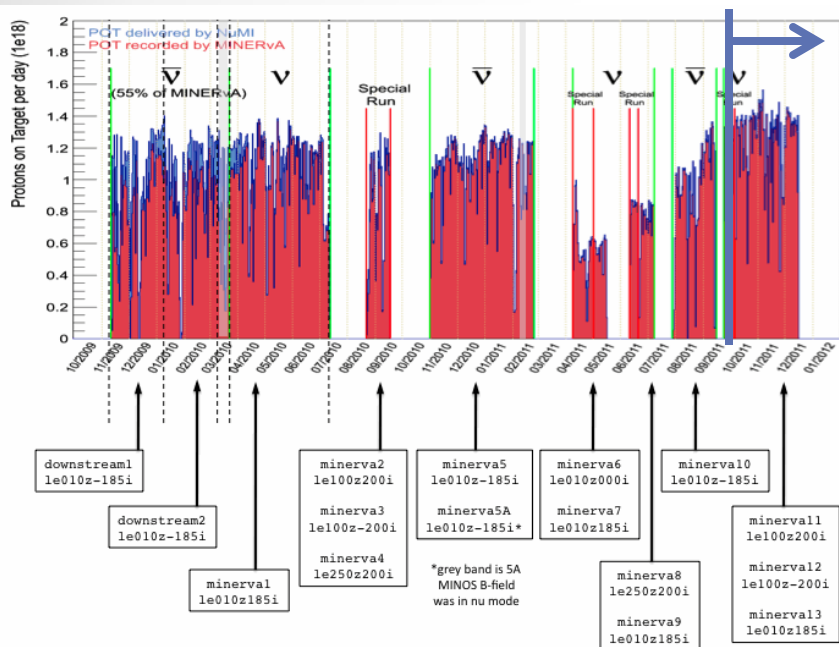 POT delivered by NuMI
POT recorded by MINERvA
Protons on Target per day (1e18)
2
1.8
1.6
1.4
1.2
1
0.8
0.6
0.4
0.2
0
ν̅
(55% of MINERvA)
ν
Special
Run
ν̅
ν
Special
Run
Special
Run
ν̅
ν
Special
Run
10/2009
11/2009
12/2009
01/2010
02/2010
03/2010
04/2010
05/2010
06/2010
07/2010
08/2010
09/2010
10/2010
11/2010
12/2010
01/2011
02/2011
03/2011
04/2011
05/2011
06/2011
07/2011
08/2011
09/2011
10/2011
11/2011
12/2011
01/2012
downstream1
le010z-185i
downstream2
le010z-185i
minerva1
le010z185i
minerva2
le100z200i
minerva3
le100z-200i
minerva4
le250z200i
minerva5
le010z-185i
minerva5A
le010z-185i*
*grey band is 5A
MINOS B-field
was in nu mode
minerva6
le010z000i
minerva7
le010z185i
minerva8
le250z200i
minerva9
le010z185i
minerva10
le010z-185i
minerva11
le100z200i
minerva12
le100z-200i
minerva13
le010z185i